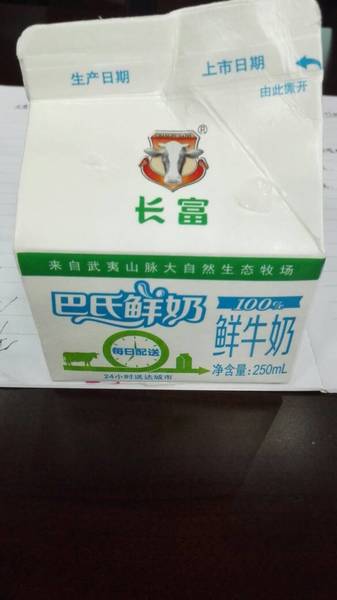 生产日期
上市日期
由此撕开
®
长富
来自武夷山脉大自然生态牧场
巴氏鲜奶
100%
鲜牛奶
每日配送
净含量:250mL
24小时送达城市